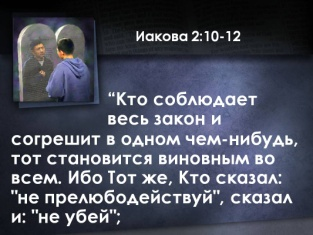 Иакова 2:10-12
“Кто соблюдает
весь закон и
согрешит в одном чем-нибудь,
тот становится виновным во
всем. Ибо Тот же, Кто сказал:
"не прелюбодействуй", сказал
и: "не убей";